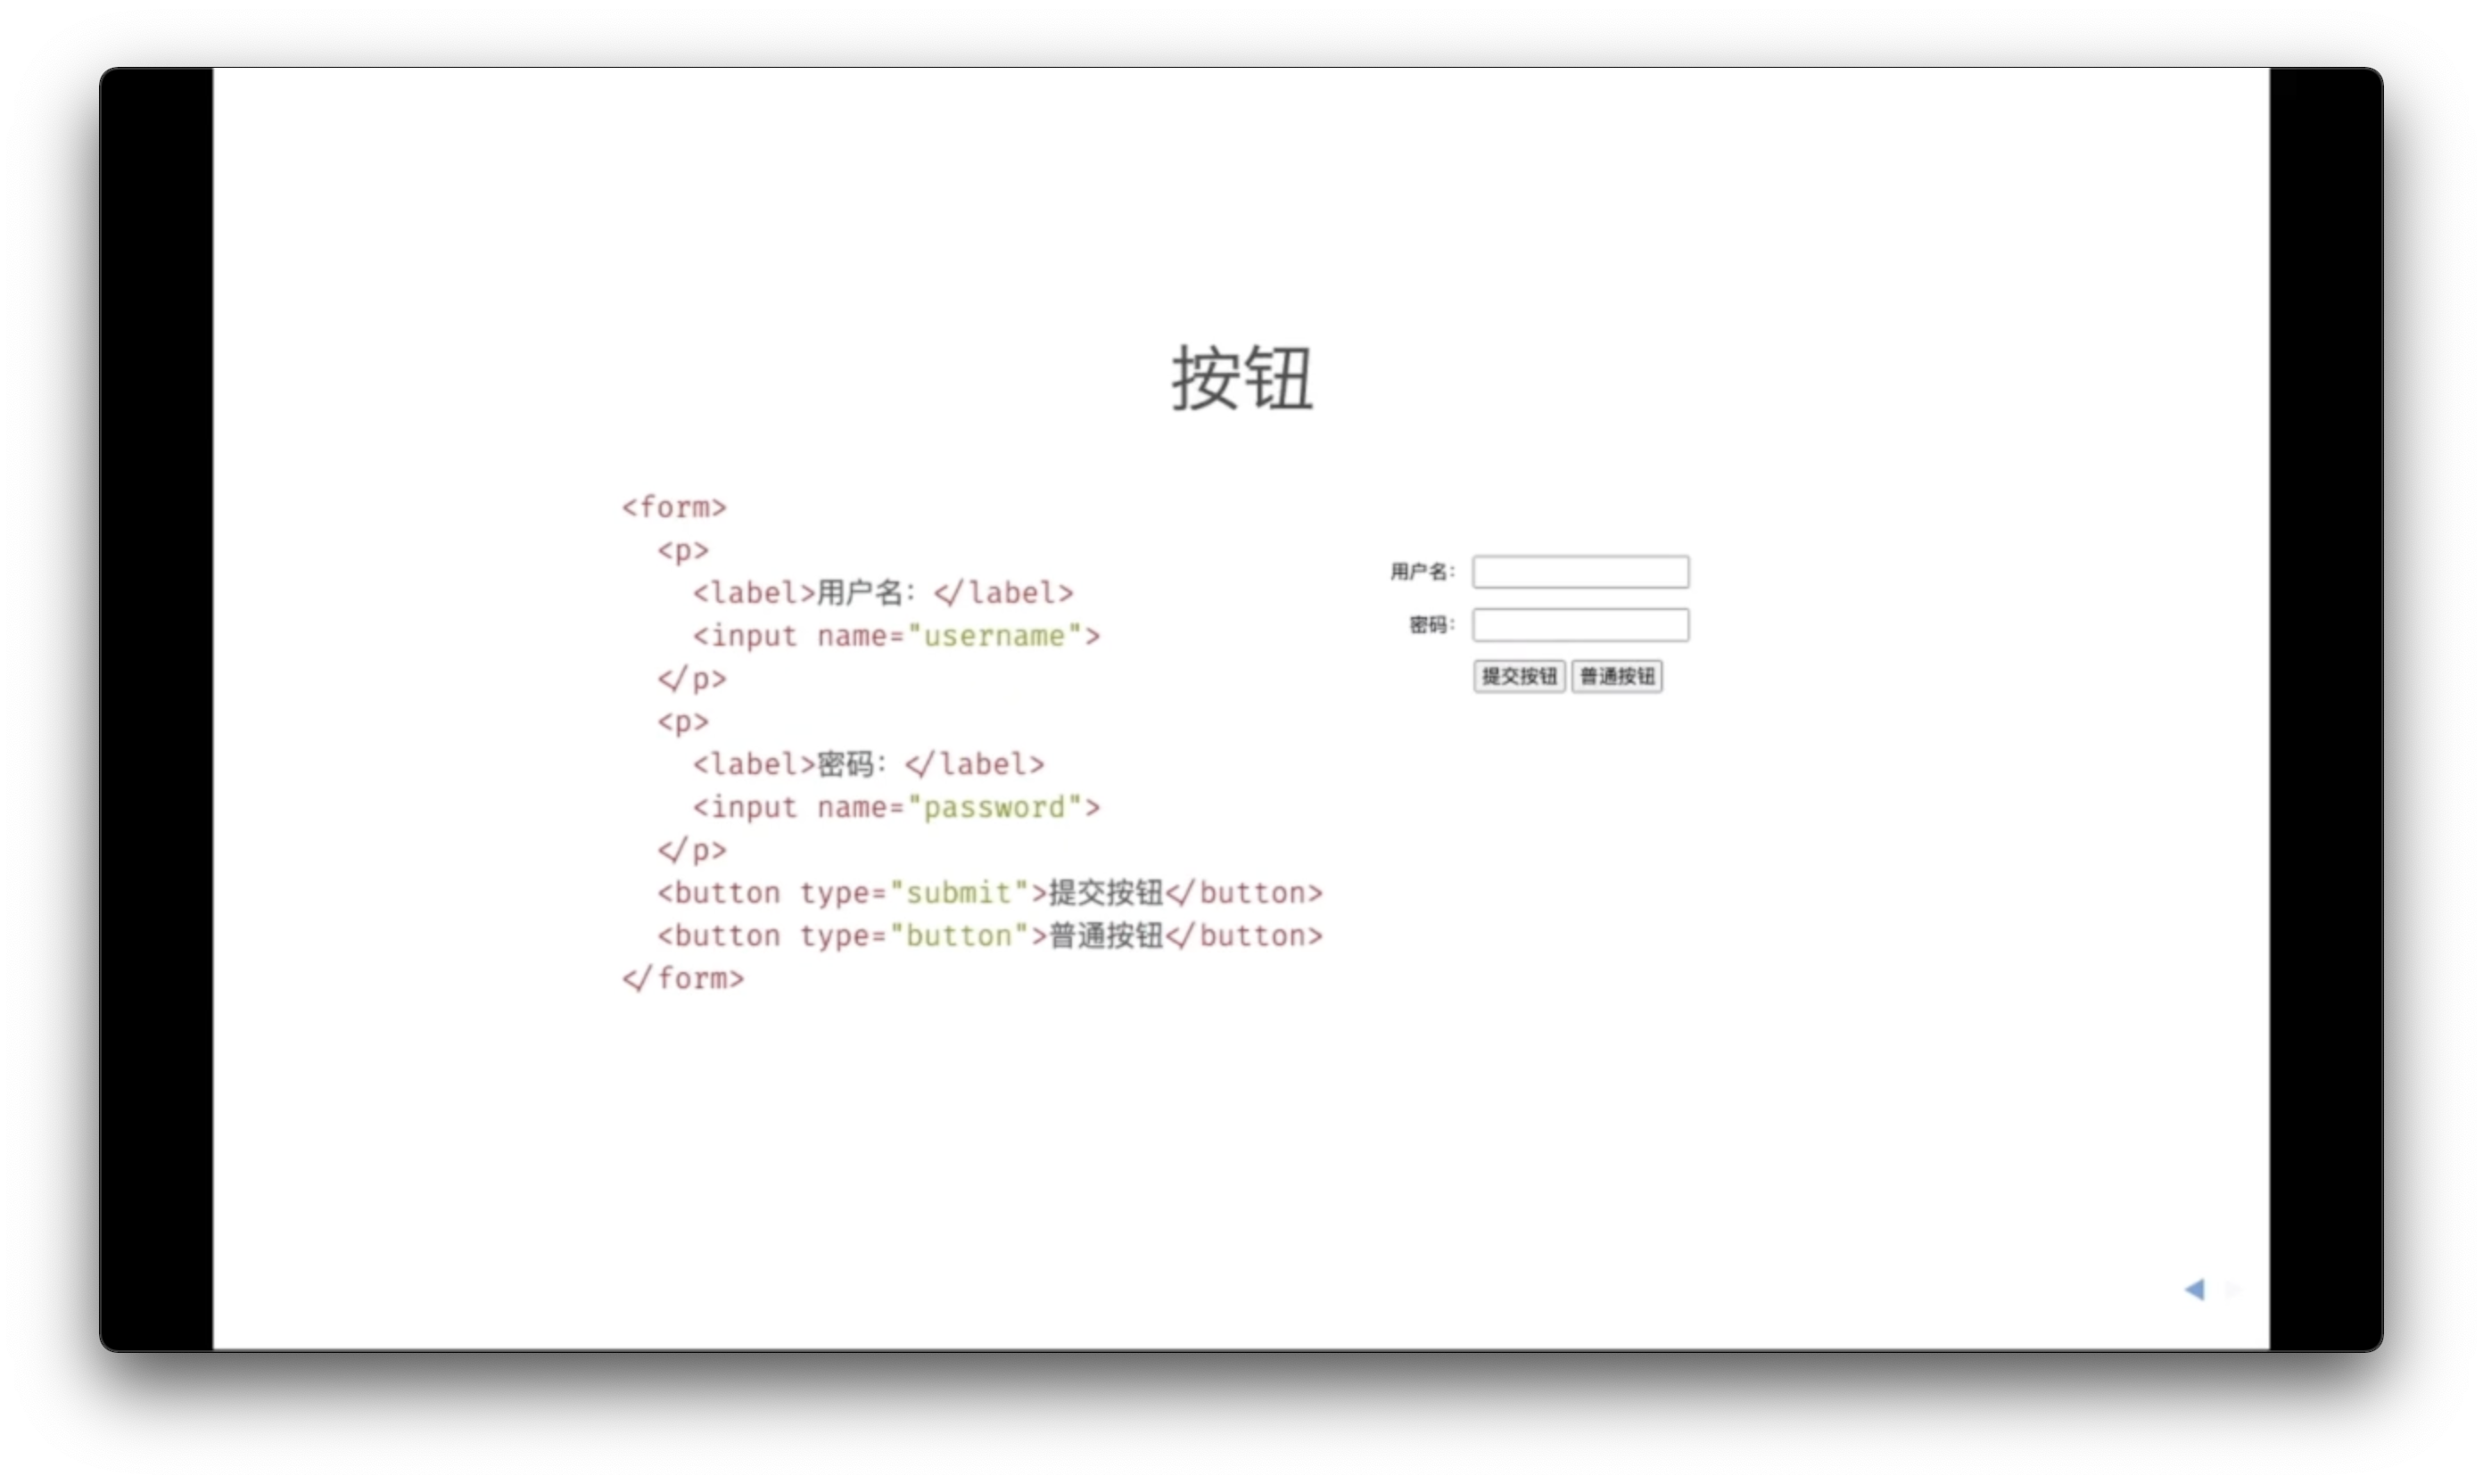 按钮
<form>
<p>
<label>用户名：</label>
<input name="username">
</p>
<p>
<label>密码：</label>
<input name="password">
</p>
<button type="submit">提交按钮</button>
<button type="button">普通按钮</button>
</form>
用户名：
密码：
提交按钮 普通按钮